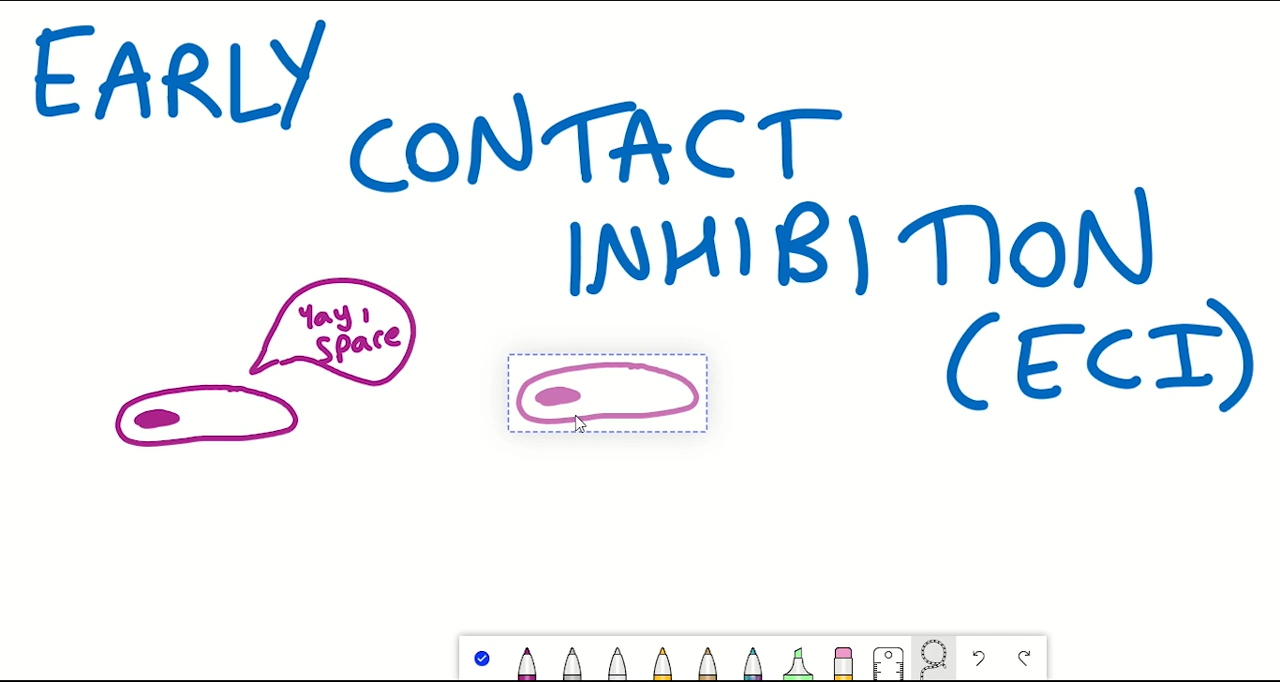 EARLY
CONTACT
INHIBITION
(ECI)
Yay,
space